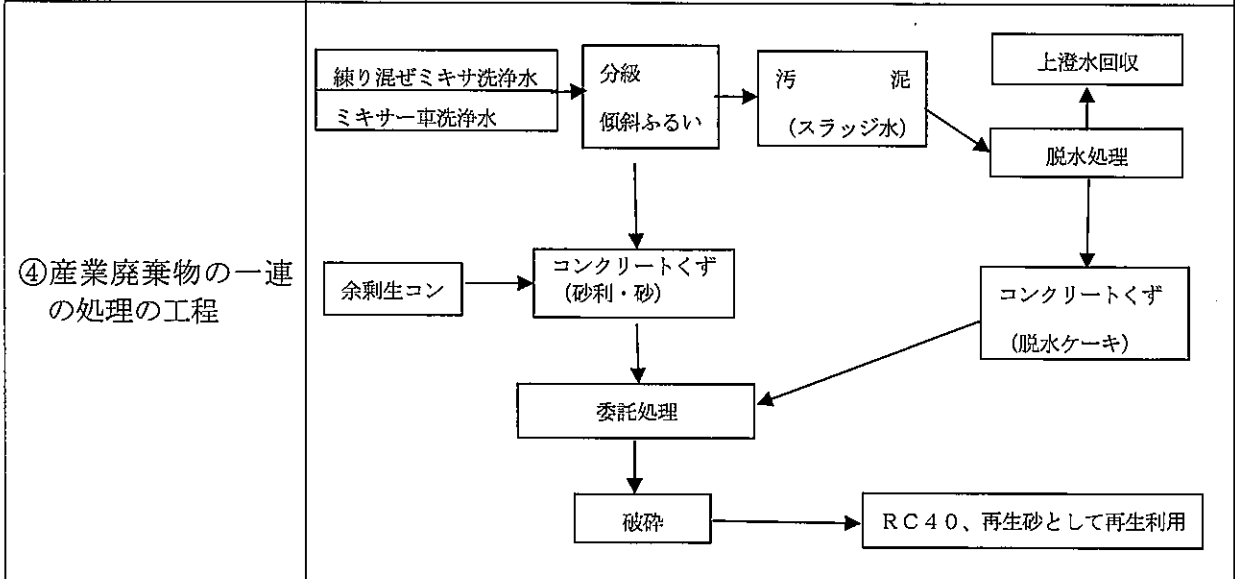 ④産業廃棄物の一連
の処理の工程
練り混ぜミキサ洗浄水
ミキサー車洗浄水
分級
傾斜ふるい
汚　　泥
（スラッジ水）
上澄水回収
脱水処理
余剰生コン
コンクリートくず
（砂利・砂）
コンクリートくず
（脱水ケーキ）
委託処理
破砕
ＲＣ４０、再生砂として再生利用